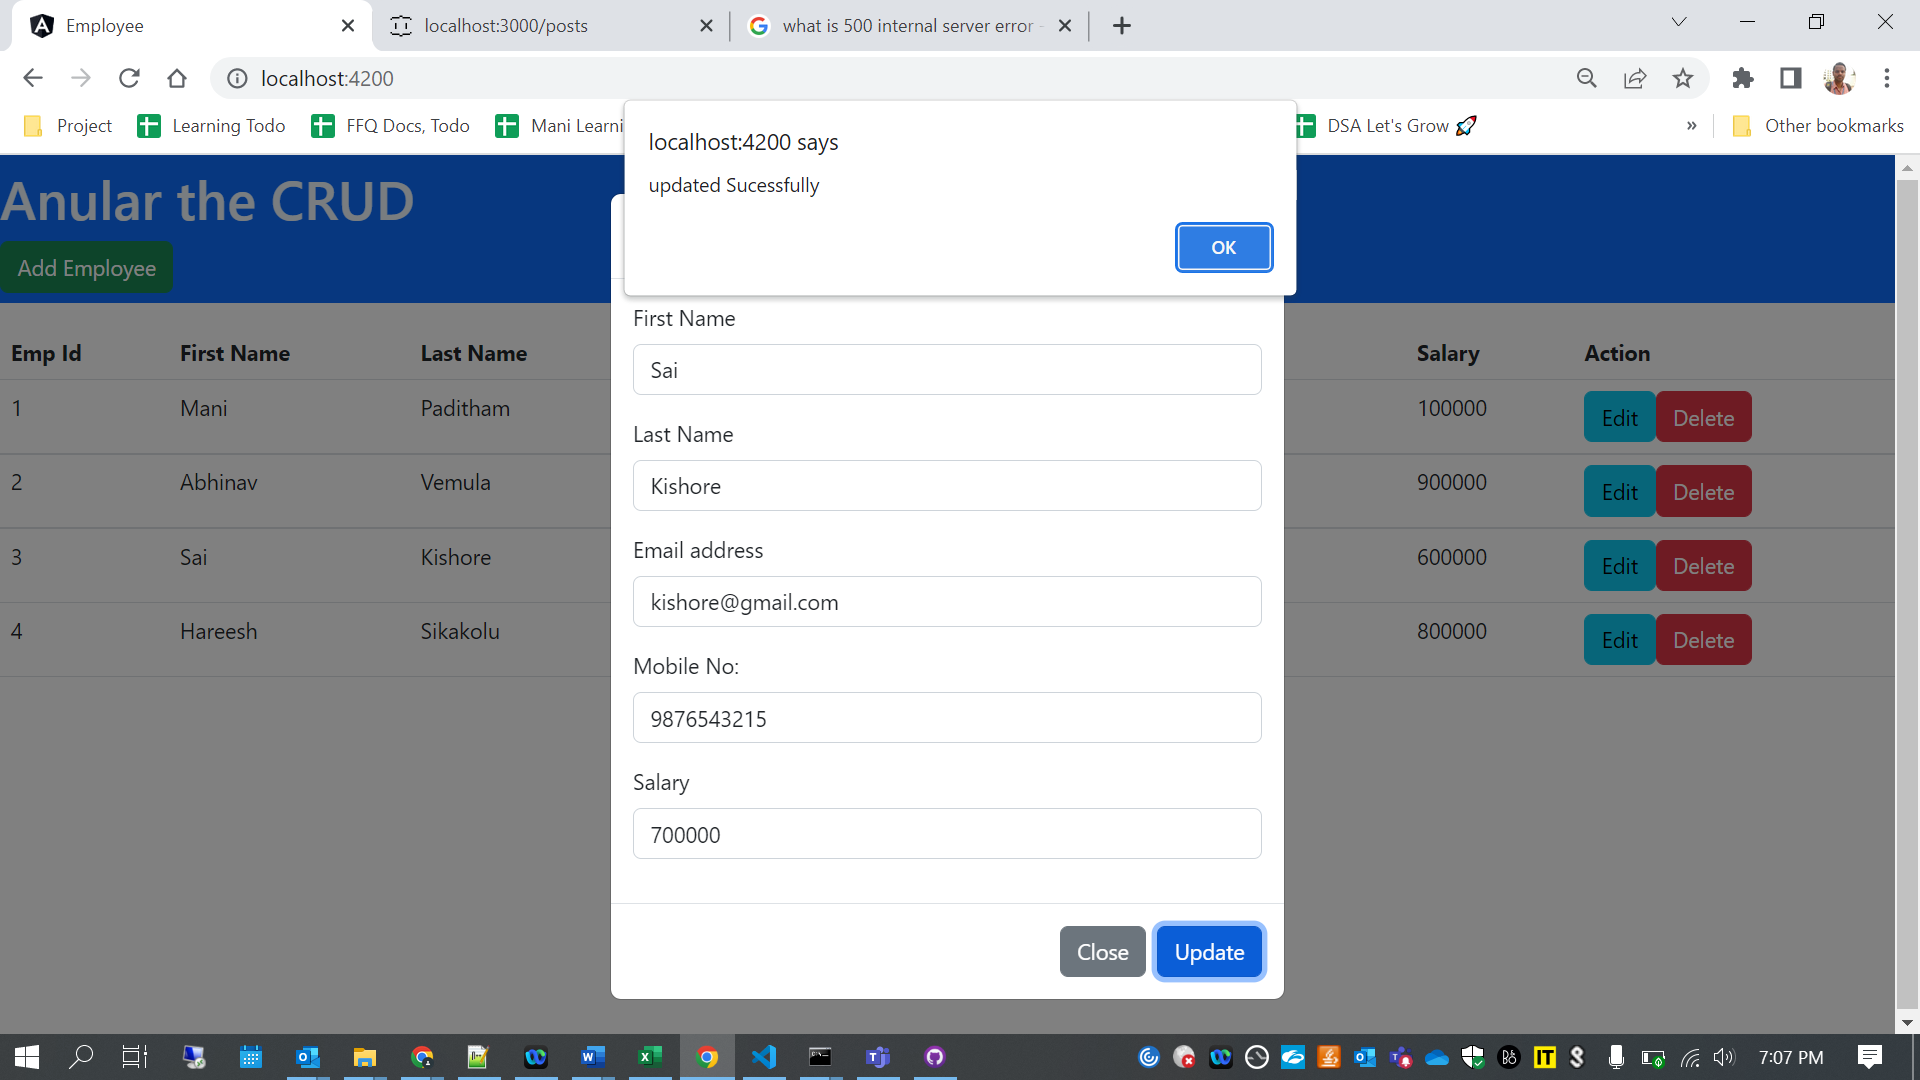 Employee
localhost:3000/posts
what is 500 internal server error -
localhost:4200
Project
Learning Todo
FFQ Docs, Todo
Mani Learni
DSA Let's Grow 🚀
»
Other bookmarks
localhost:4200 says
updated Sucessfully
OK
Anular the CRUD
Add Employee
Emp Id First Name Last Name Salary Action
1 Mani Paditham 100000 Edit Delete
2 Abhinav Vemula 900000 Edit Delete
3 Sai Kishore 600000 Edit Delete
4 Hareesh Sikakolu 800000 Edit Delete
First Name
Sai
Last Name
Kishore
Email address
kishore@gmail.com
Mobile No:
9876543215
Salary
700000
Close Update
7:07 PM